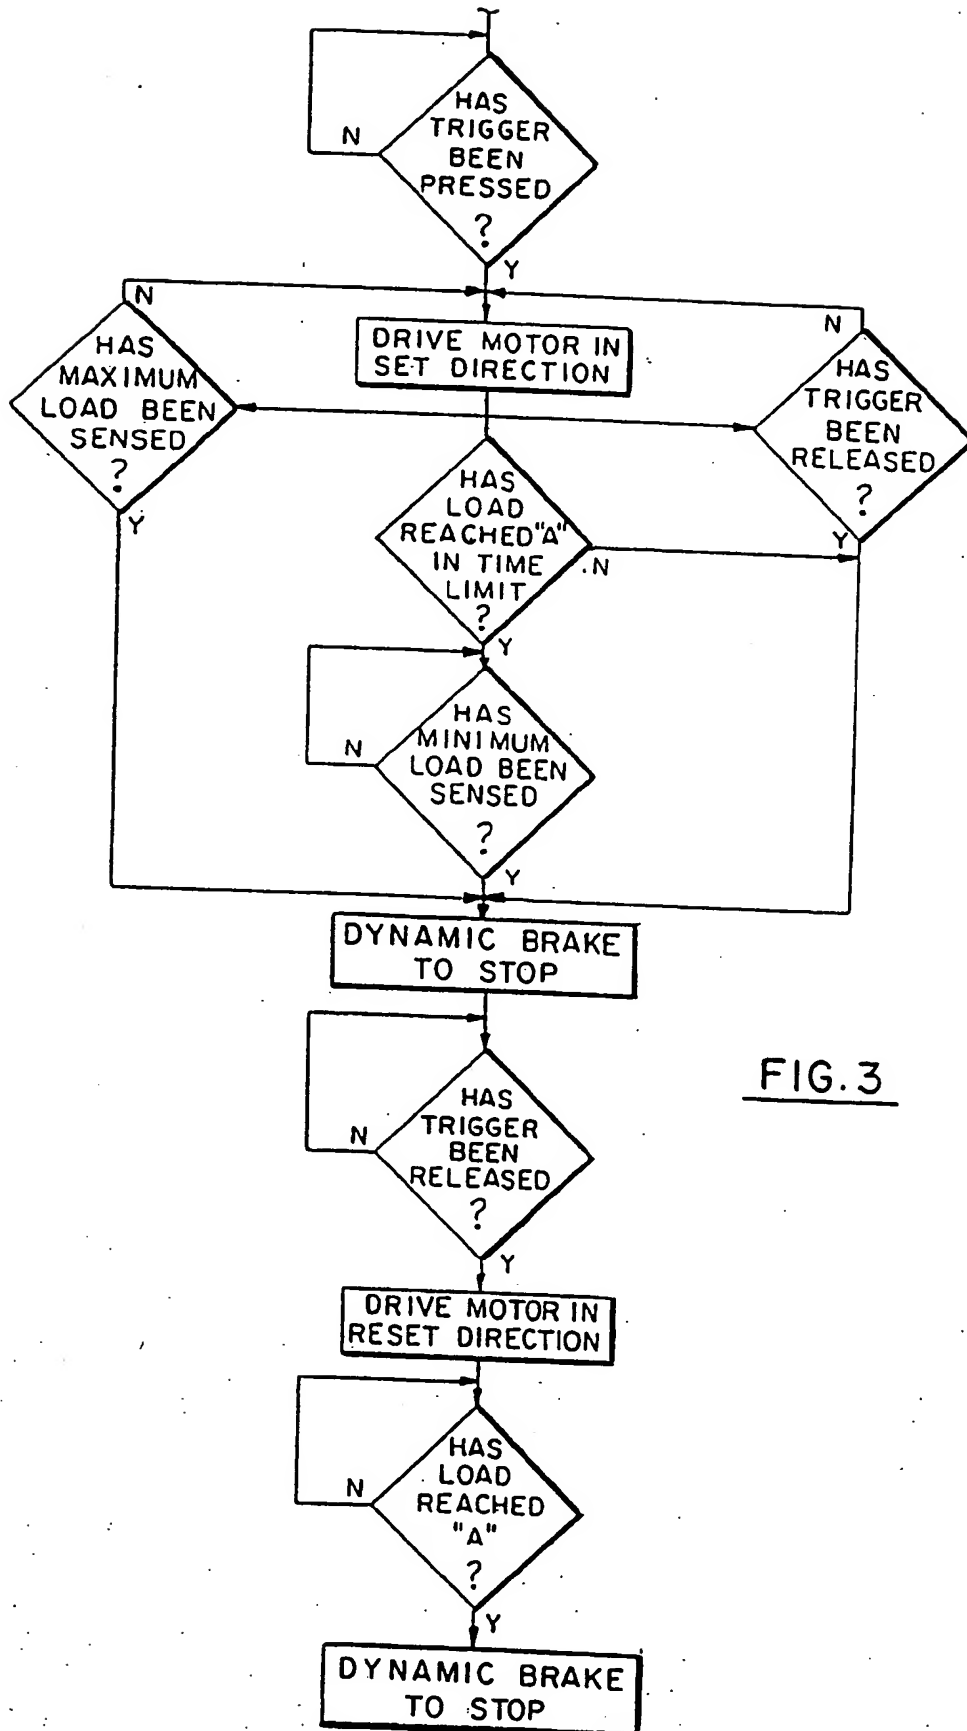 Y
HAS
TRIGGER
BEEN
PRESSED
?
N
Y
DRIVE MOTOR IN
SET DIRECTION
N
HAS
MAXIMUM
LOAD BEEN
SENSED
?
Y
N
HAS
TRIGGER
BEEN
RELEASED
?
Y
HAS
LOAD
REACHED "A"
IN TIME
LIMIT
?
N
Y
HAS
MINIMUM
LOAD BEEN
SENSED
?
N
Y
DYNAMIC BRAKE
TO STOP
HAS
TRIGGER
BEEN
RELEASED
?
N
Y
FIG. 3
DRIVE MOTOR IN
RESET DIRECTION
HAS
LOAD
REACHED
"A"
?
N
Y
DYNAMIC BRAKE
TO STOP